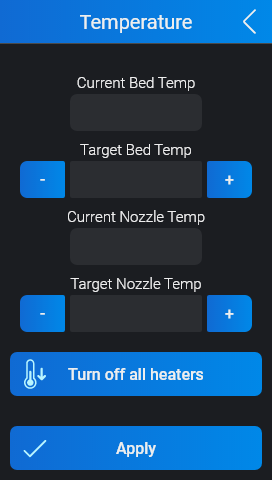 Temperature
Current Bed Temp
Target Bed Temp
- +
Current Nozzle Temp
Target Nozzle Temp
- +
Turn off all heaters
Apply